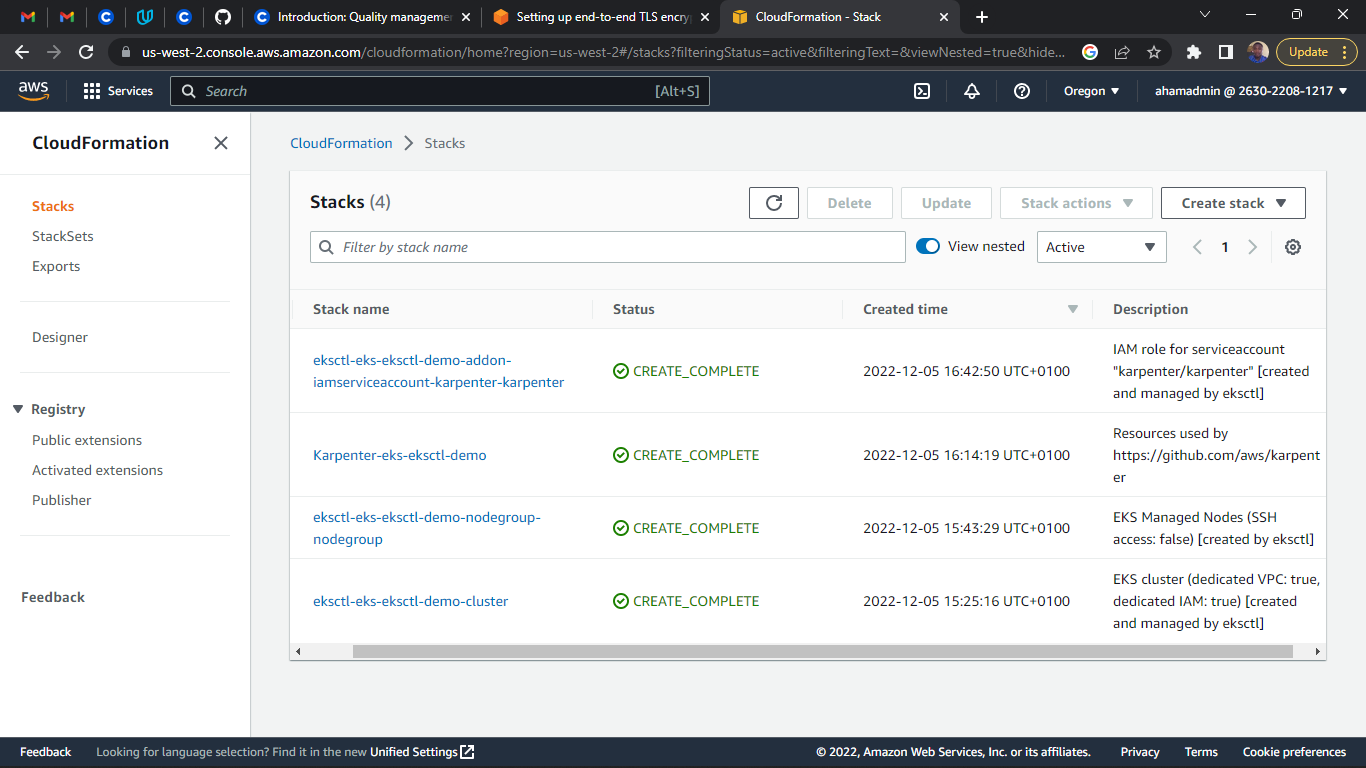 Introduction: Quality manageme
Setting up end-to-end TLS encry
CloudFormation - Stack
us-west-2.console.aws.amazon.com/cloudformation/home?region=us-west-2#/stacks?filteringStatus=active&filteringText=&viewNested=true&hide...
Update
aws
Services
Search
[Alt+S]
Oregon
ahamadmin @ 2630-2208-1217
CloudFormation
Stacks
StackSets
Exports
Designer
Registry
Public extensions
Activated extensions
Publisher
Feedback
CloudFormation
Stacks
Stacks (4)
Delete
Update
Stack actions
Create stack
Filter by stack name
View nested
Active
1
Stack name
Status
Created time
Description
eksctl-eks-eksctl-demo-addon-
iamserviceaccount-karpenter-karpenter
CREATE_COMPLETE
2022-12-05 16:42:50 UTC+0100
IAM role for serviceaccount
"karpenter/karpenter" [created
and managed by eksctl]
Karpenter-eks-eksctl-demo
CREATE_COMPLETE
2022-12-05 16:14:19 UTC+0100
Resources used by
https://github.com/aws/karpent
er
eksctl-eks-eksctl-demo-nodegroup-
nodegroup
CREATE_COMPLETE
2022-12-05 15:43:29 UTC+0100
EKS Managed Nodes (SSH
access: false) [created by eksctl]
eksctl-eks-eksctl-demo-cluster
CREATE_COMPLETE
2022-12-05 15:25:16 UTC+0100
EKS cluster (dedicated VPC: true,
dedicated IAM: true) [created
and managed by eksctl]
Feedback
Looking for language selection? Find it in the new Unified Settings
© 2022, Amazon Web Services, Inc. or its affiliates.
Privacy
Terms
Cookie preferences